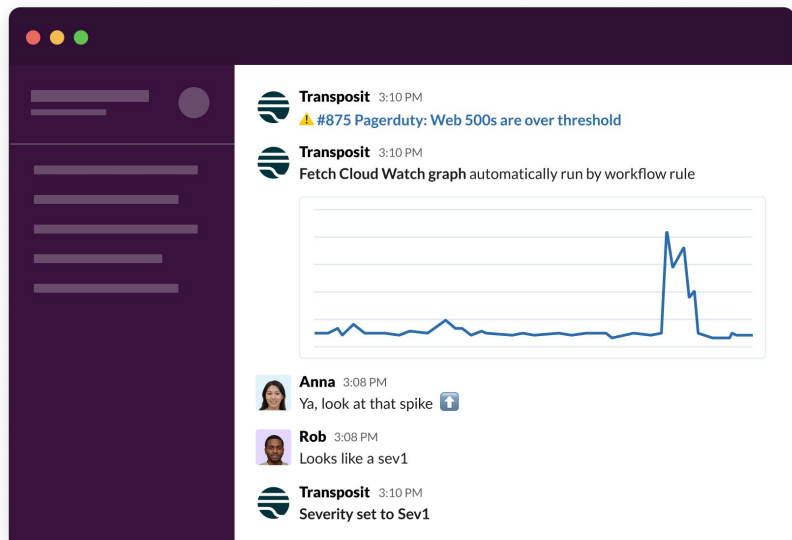 Transposit 3:10 PM
⚠️ #875 Pagerduty: Web 500s are over threshold
Transposit 3:10 PM
Fetch Cloud Watch graph automatically run by workflow rule
Anna 3:08 PM
Ya, look at that spike ⬆️
Rob 3:08 PM
Looks like a sev1
Transposit 3:10 PM
Severity set to Sev1